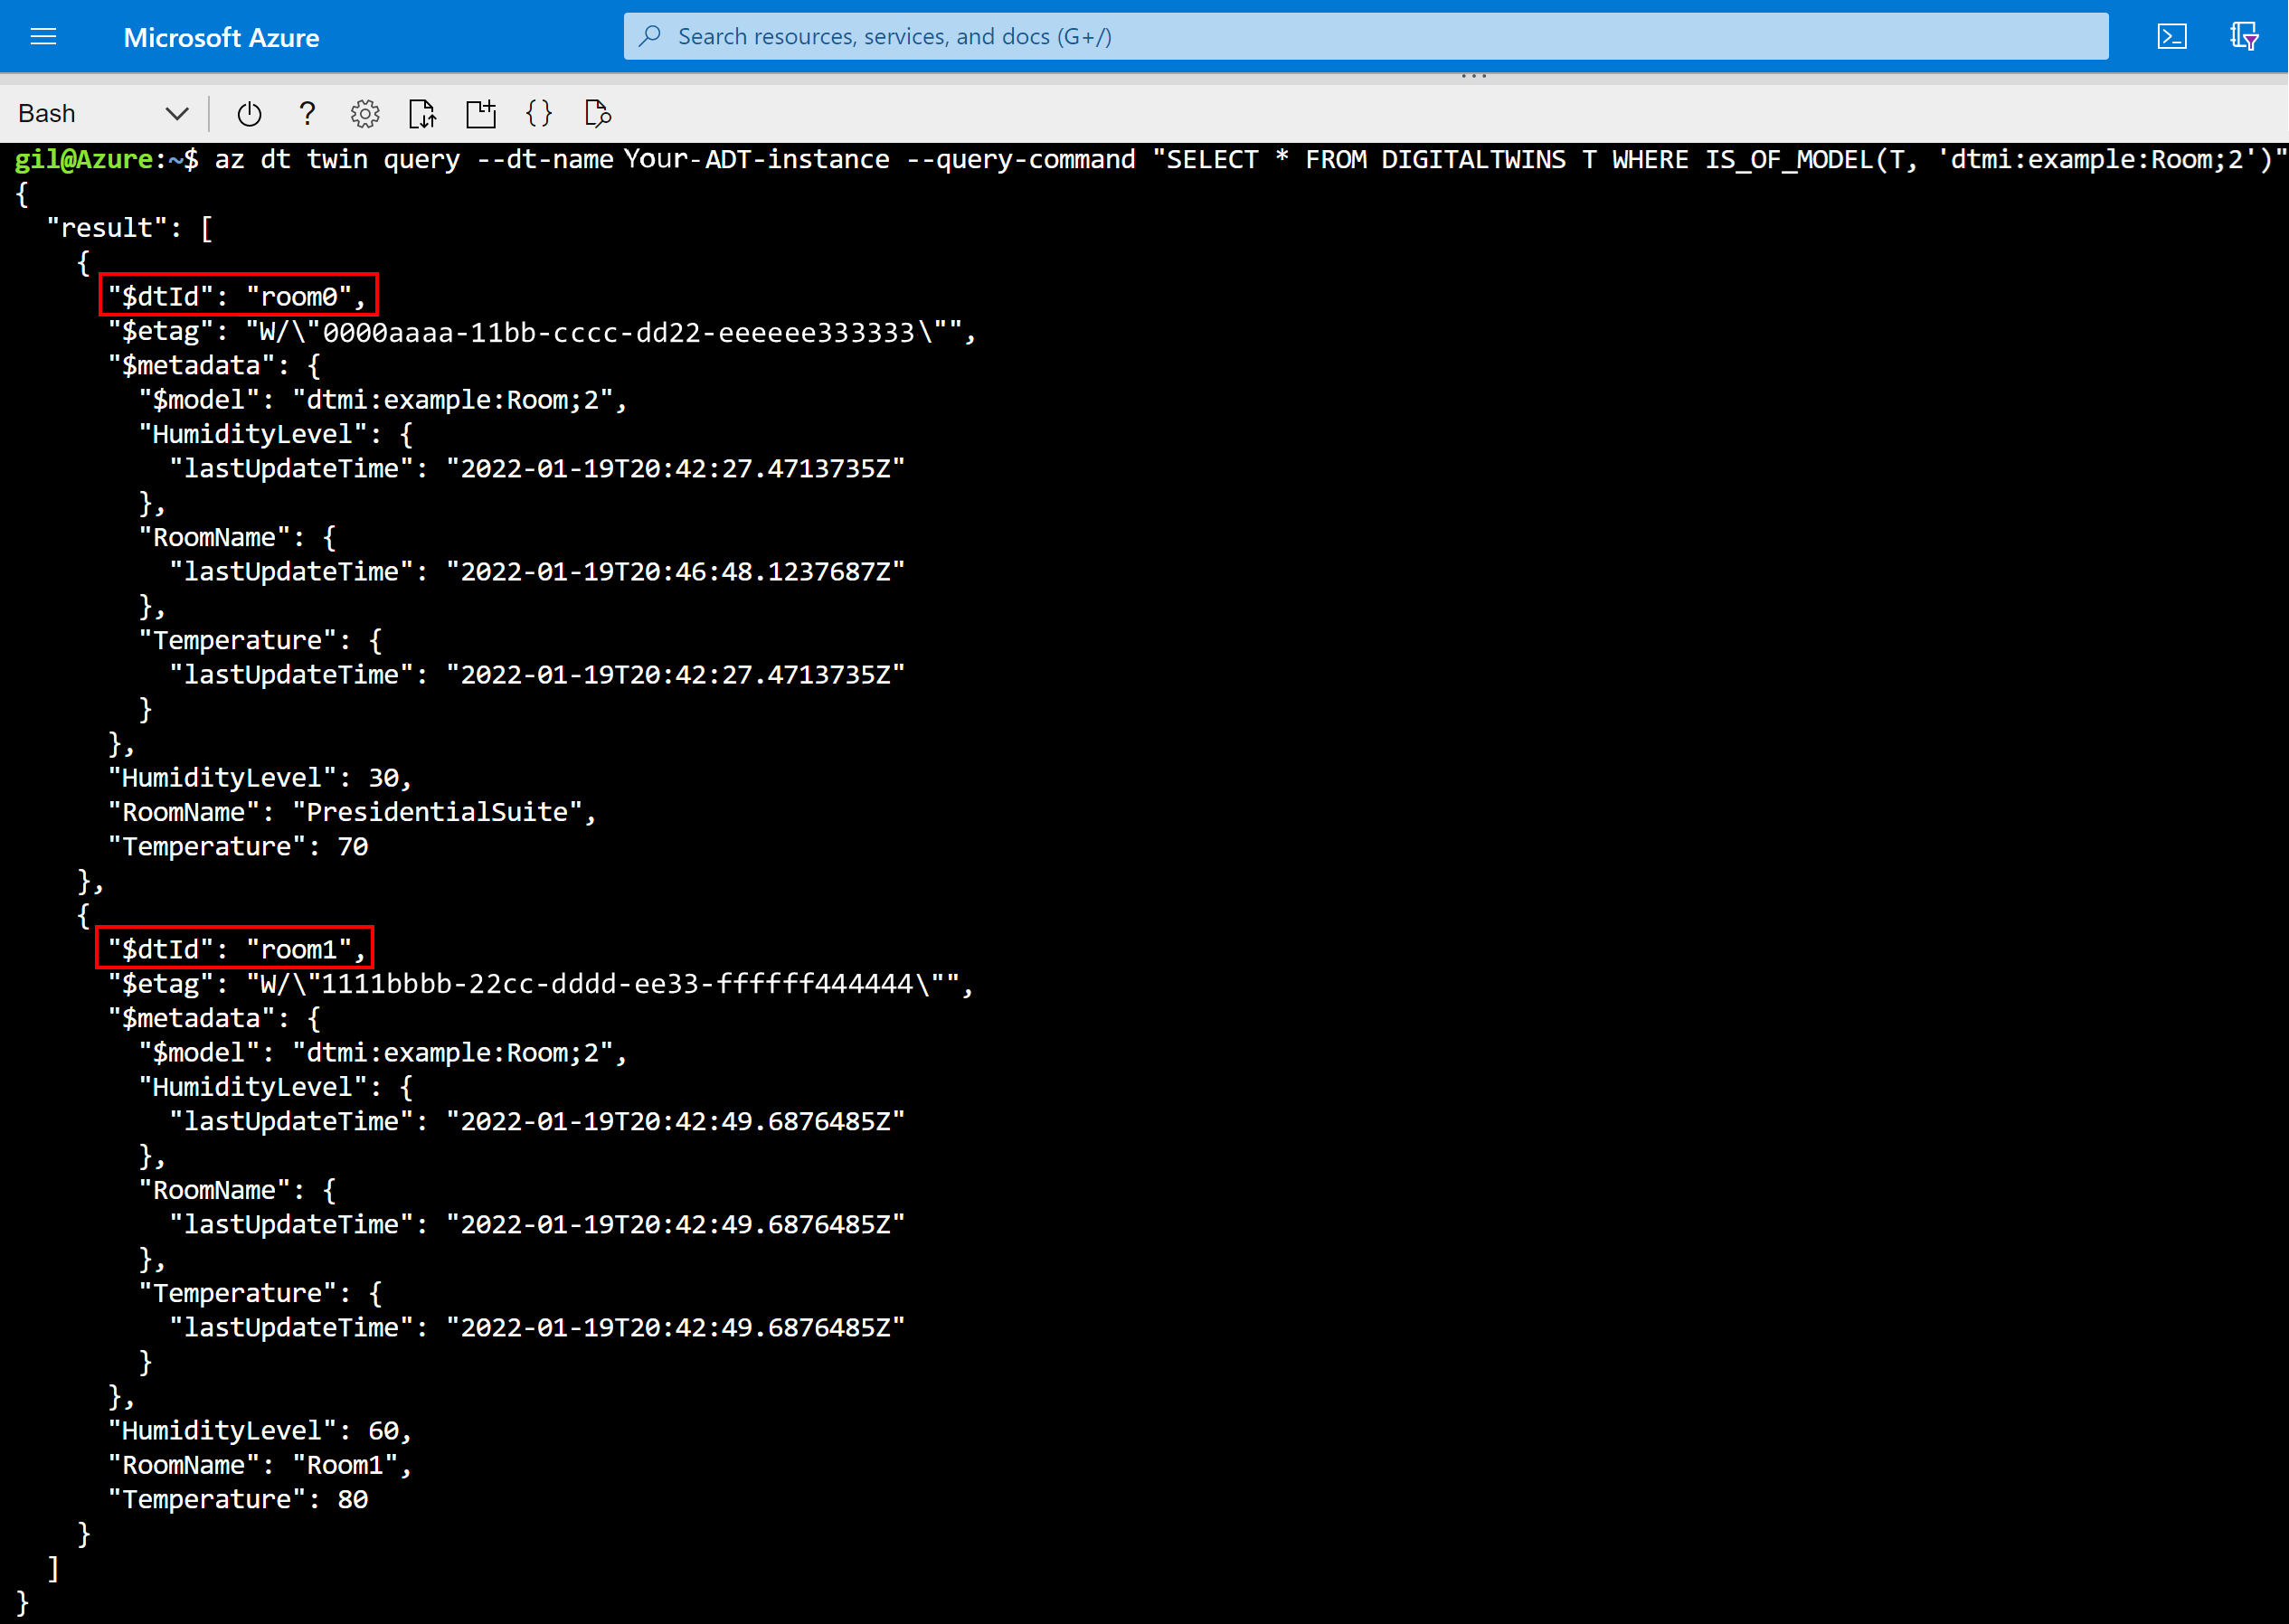 Microsoft Azure
Search resources, services, and docs (G+/)
Bash
gil@Azure:~$ az dt twin query --dt-name Your-ADT-instance --query-command "SELECT * FROM DIGITALTWINS T WHERE IS_OF_MODEL(T, 'dtmi:example:Room;2')"
{
  "result": [
    {
      "$dtId": "room0",
      "$etag": "W/\"0000aaaa-11bb-cccc-dd22-eeeeee333333\"",
      "$metadata": {
        "$model": "dtmi:example:Room;2",
        "HumidityLevel": {
          "lastUpdateTime": "2022-01-19T20:42:27.4713735Z"
        },
        "RoomName": {
          "lastUpdateTime": "2022-01-19T20:46:48.1237687Z"
        },
        "Temperature": {
          "lastUpdateTime": "2022-01-19T20:42:27.4713735Z"
        }
      },
      "HumidityLevel": 30,
      "RoomName": "PresidentialSuite",
      "Temperature": 70
    },
    {
      "$dtId": "room1",
      "$etag": "W/\"1111bbbb-22cc-dddd-ee33-ffffff444444\"",
      "$metadata": {
        "$model": "dtmi:example:Room;2",
        "HumidityLevel": {
          "lastUpdateTime": "2022-01-19T20:42:49.6876485Z"
        },
        "RoomName": {
          "lastUpdateTime": "2022-01-19T20:42:49.6876485Z"
        },
        "Temperature": {
          "lastUpdateTime": "2022-01-19T20:42:49.6876485Z"
        }
      },
      "HumidityLevel": 60,
      "RoomName": "Room1",
      "Temperature": 80
    }
  ]
}